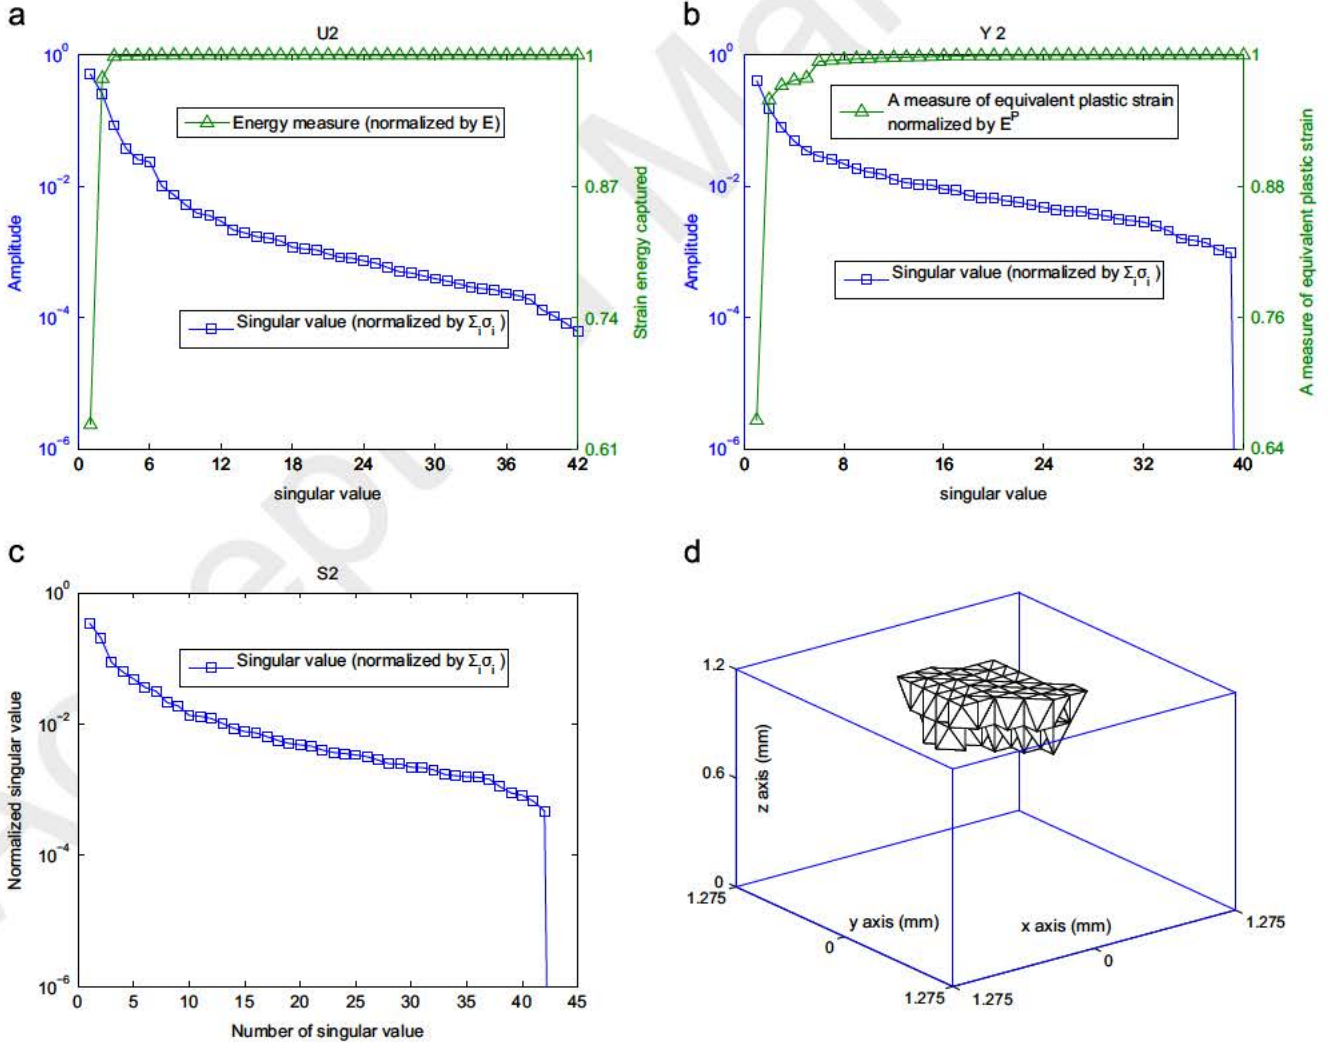 a
U2
10^0
10^-2
10^-4
10^-6
Amplitude
Energy measure (normalized by E)
Singular value (normalized by Σ_iσ_i )
1
0.87
0.74
0.61
Strain energy captured
0 6 12 18 24 30 36 42
singular value
b
Y 2
10^0
10^-2
10^-4
10^-6
Amplitude
A measure of equivalent plastic strain
normalized by E^P
Singular value (normalized by Σ_iσ_i )
1
0.88
0.76
0.64
A measure of equivalent plastic strain
0 8 16 24 32 40
singular value
c
S2
10^0
10^-2
10^-4
10^-6
Normalized singular value
Singular value (normalized by Σ_iσ_i )
0 5 10 15 20 25 30 35 40 45
Number of singular value
d
1.2
0.6
0
z axis (mm)
1.275
y axis (mm)
0
1.275
x axis (mm)
1.275
0
1.275